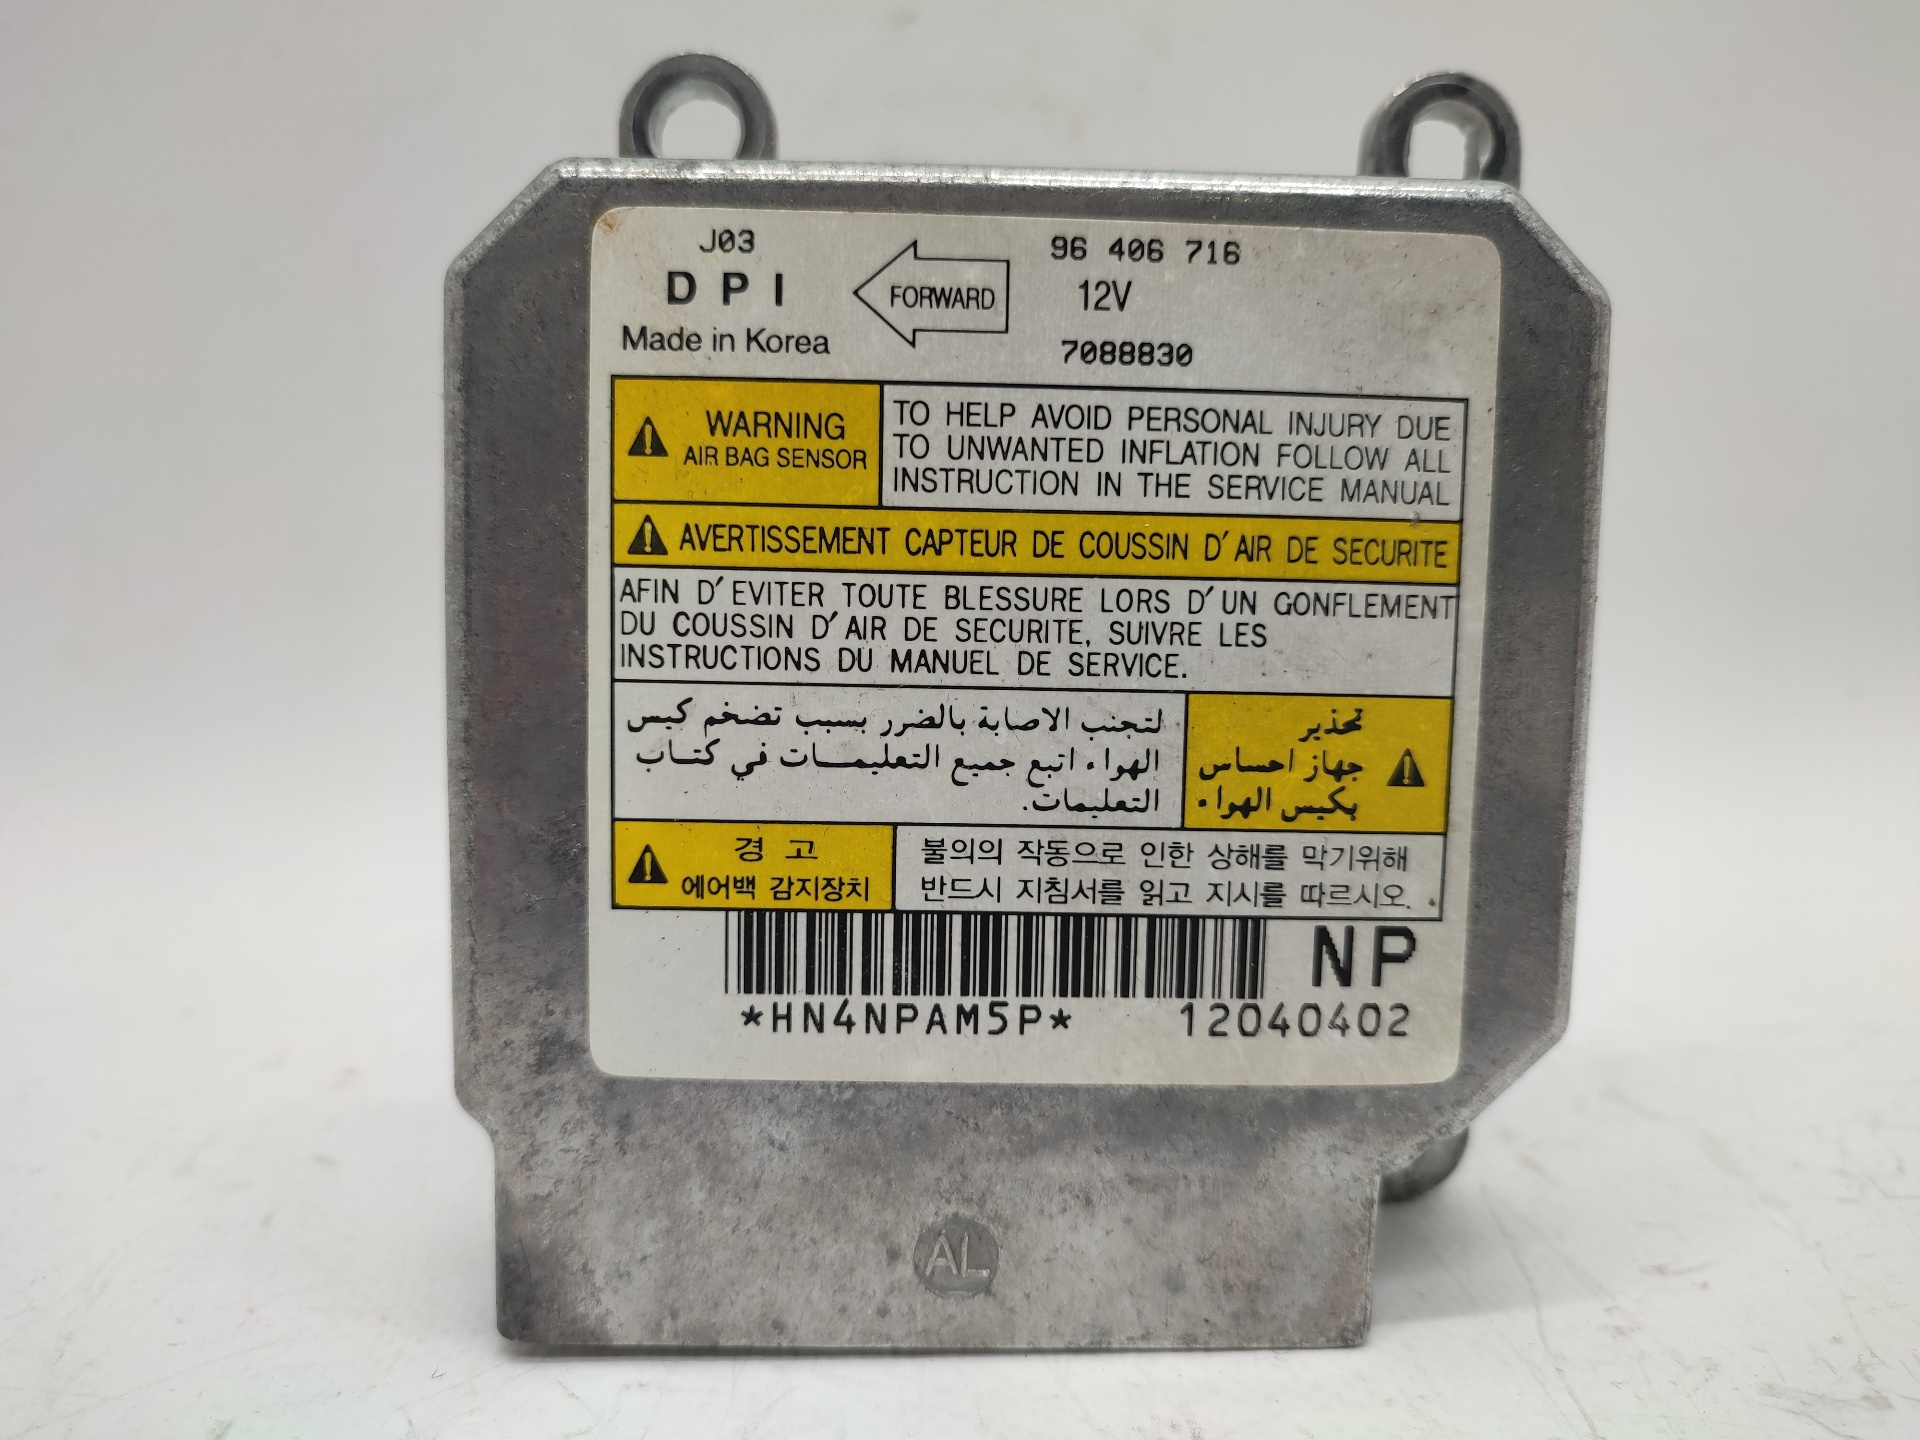 J03
D P I
Made in Korea
FORWARD
96 406 716
12V
7088830
WARNING
AIR BAG SENSOR
TO HELP AVOID PERSONAL INJURY DUE
TO UNWANTED INFLATION FOLLOW ALL
INSTRUCTION IN THE SERVICE MANUAL
AVERTISSEMENT CAPTEUR DE COUSSIN D'AIR DE SECURITE
AFIN D'EVITER TOUTE BLESSURE LORS D'UN GONFLEMENT
DU COUSSIN D'AIR DE SECURITE, SUIVRE LES
INSTRUCTIONS DU MANUEL DE SERVICE.
تحذير
جهاز احساس
بكيس الهواء
لتجنب الاصابة بالضرر بسبب تضخم كيس
الهواء اتبع جميع التعليمــات في كتــاب
التعليمات.
경 고
에어백 감지장치
불의의 작동으로 인한 상해를 막기위해
반드시 지침서를 읽고 지시를 따르시오.
NP
*HN4NPAM5P* 12040402
AL